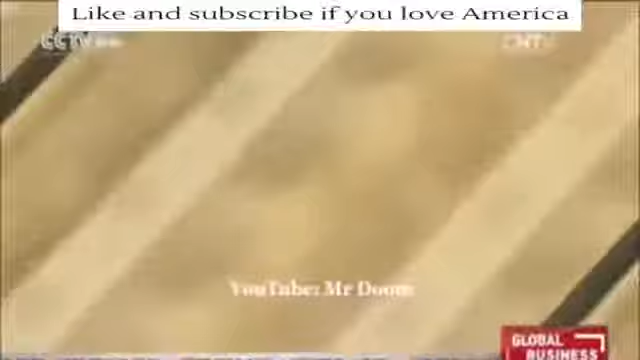 Like and subscribe if you love America
CCTV
CNTV
YouTube: Mr Doom
GLOBAL
BUSINESS